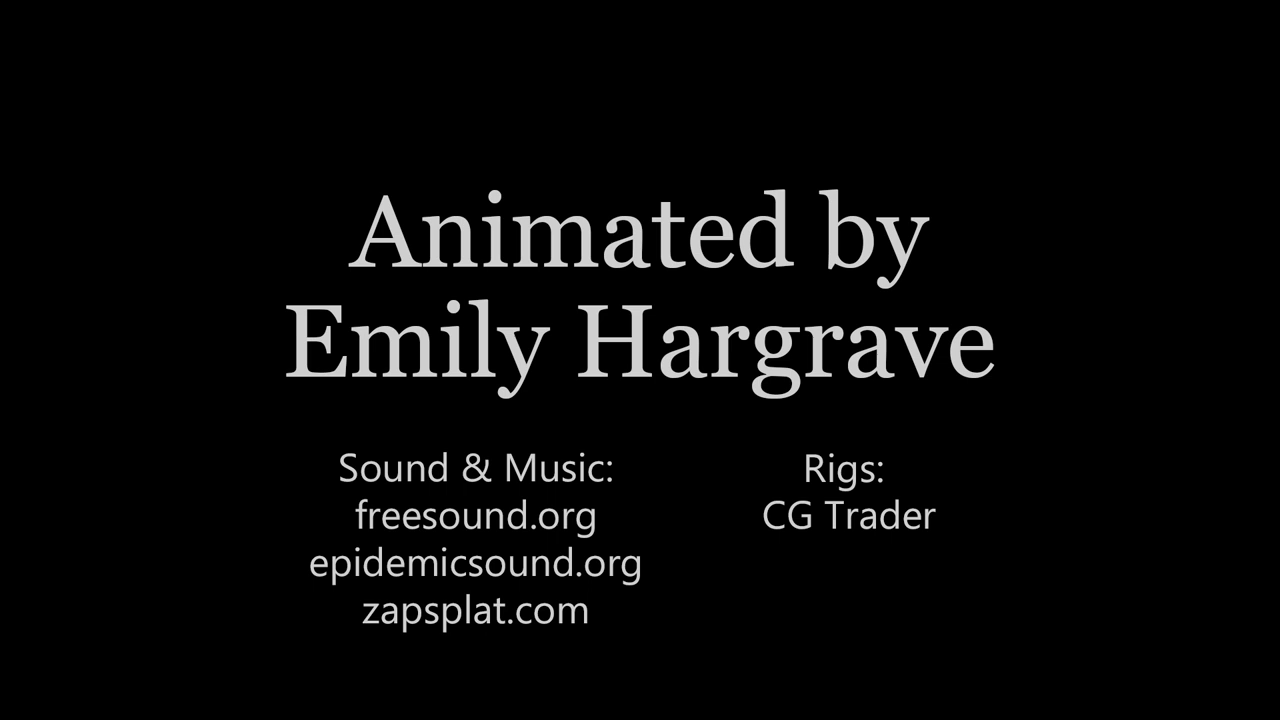 Animated by
Emily Hargrave
Sound & Music:
freesound.org
epidemicsound.org
zapsplat.com
Rigs:
CG Trader